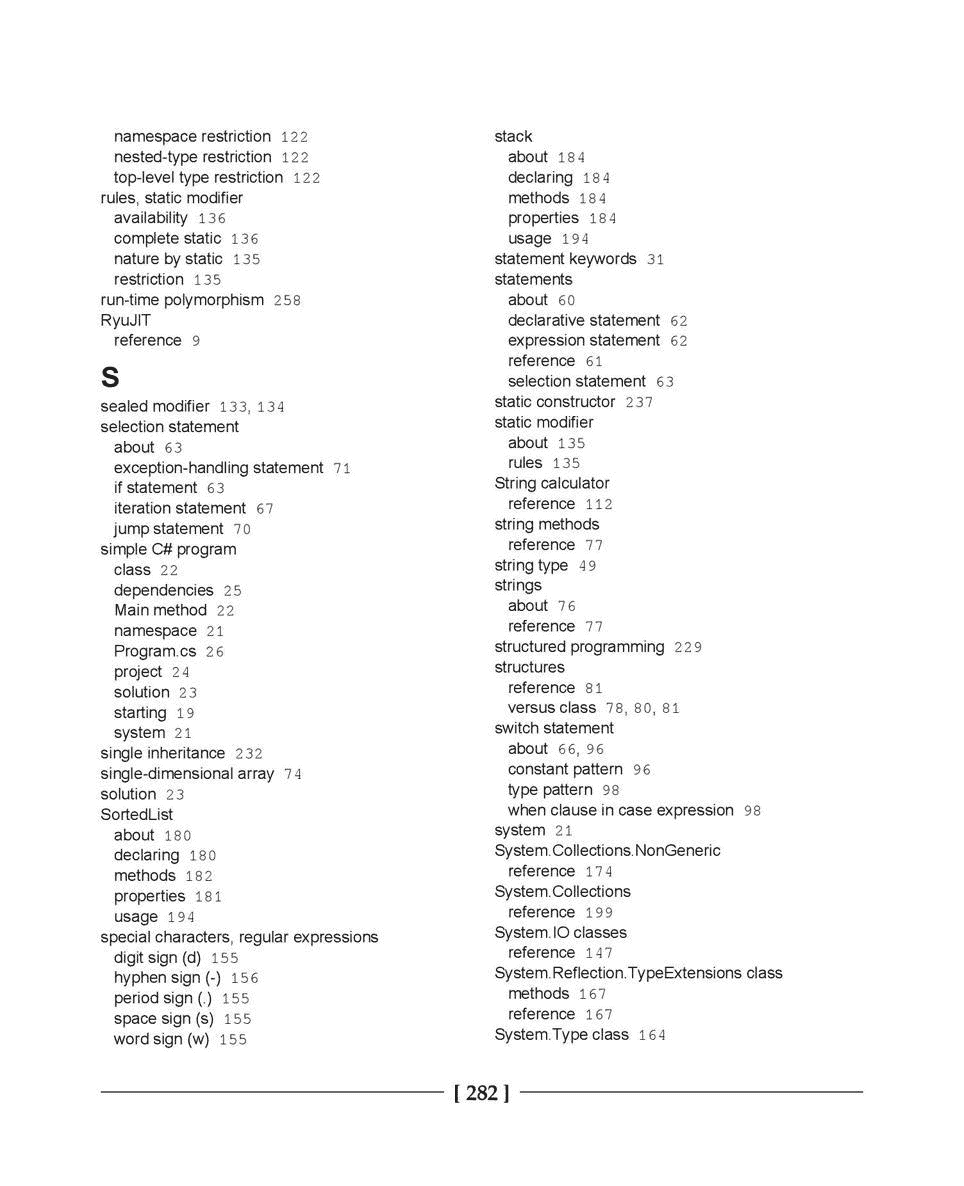 namespace restriction 122
nested-type restriction 122
top-level type restriction 122
rules, static modifier
availability 136
complete static 136
nature by static 135
restriction 135
run-time polymorphism 258
RyuJIT
reference 9
S
sealed modifier 133, 134
selection statement
about 63
exception-handling statement 71
if statement 63
iteration statement 67
jump statement 70
simple C# program
class 22
dependencies 25
Main method 22
namespace 21
Program.cs 26
project 24
solution 23
starting 19
system 21
single inheritance 232
single-dimensional array 74
solution 23
SortedList
about 180
declaring 180
methods 182
properties 181
usage 194
special characters, regular expressions
digit sign (d) 155
hyphen sign (-) 156
period sign (.) 155
space sign (s) 155
word sign (w) 155
stack
about 184
declaring 184
methods 184
properties 184
usage 194
statement keywords 31
statements
about 60
declarative statement 62
expression statement 62
reference 61
selection statement 63
static constructor 237
static modifier
about 135
rules 135
String calculator
reference 112
string methods
reference 77
string type 49
strings
about 76
reference 77
structured programming 229
structures
reference 81
versus class 78, 80, 81
switch statement
about 66, 96
constant pattern 96
type pattern 98
when clause in case expression 98
system 21
System.Collections.NonGeneric
reference 174
System.Collections
reference 199
System.IO classes
reference 147
System.Reflection.TypeExtensions class
methods 167
reference 167
System.Type class 164
[ 282 ]